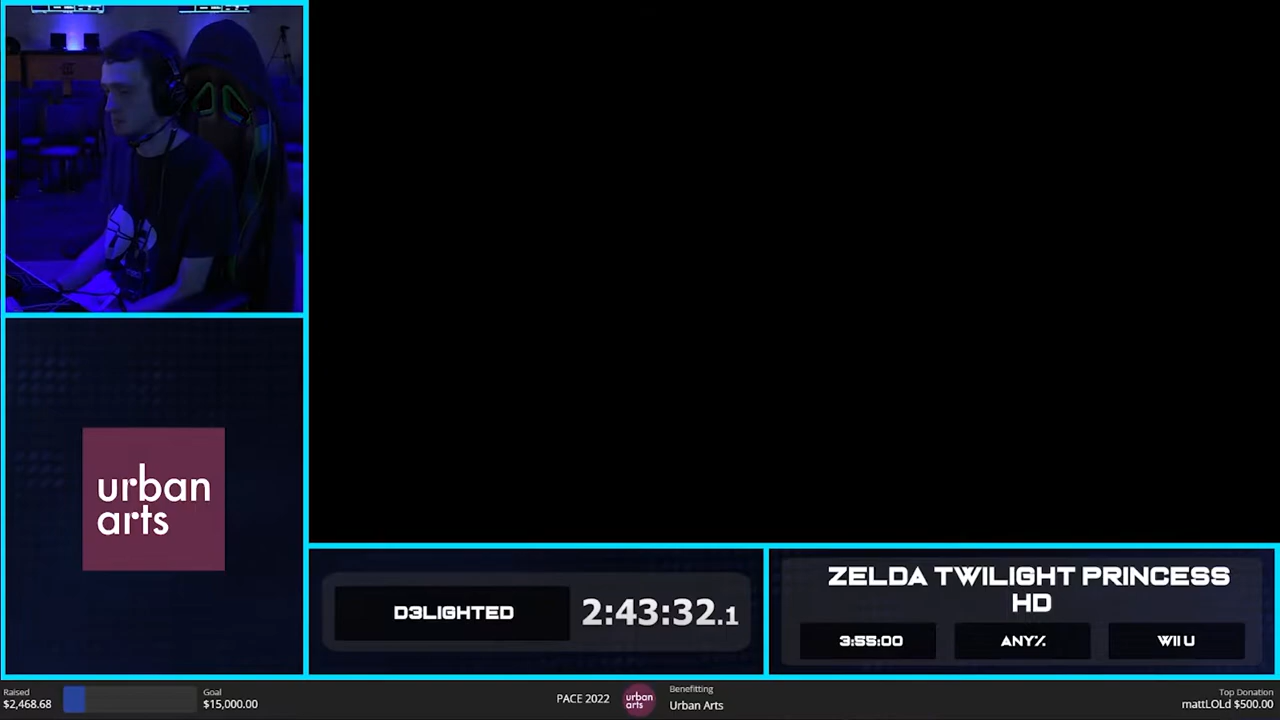 urban
arts
D3LIGHTED
2:43:32.1
ZELDA TWILIGHT PRINCESS
HD
3:55:00
ANY%
WII U
Raised
$2,468.68
Goal
$15,000.00
PACE 2022
urban
arts
Benefitting
Urban Arts
Top Donation
mattLOLd $500.00